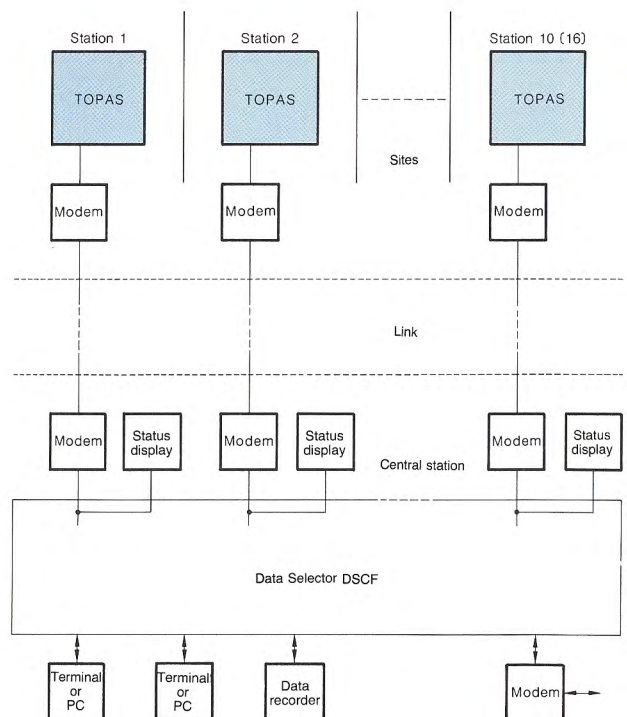 Station 1
Station 2
Station 10 (16)
TOPAS
TOPAS
TOPAS
Sites
Modem
Modem
Modem
Link
Modem
Status
display
Modem
Status
display
Central station
Modem
Status
display
Data Selector DSCF
Terminal
or
PC
Terminal
or
PC
Data
recorder
Modem